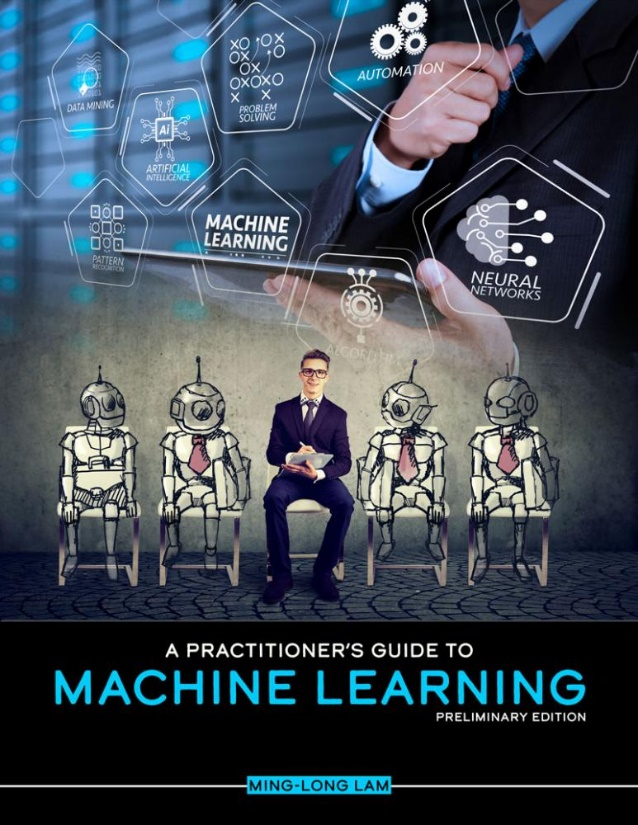 AUTOMATION
DATA MINING
PROBLEM
SOLVING
Ai
ARTIFICIAL
INTELLIGENCE
MACHINE
LEARNING
PATTERN
RECOGNITION
NEURAL
NETWORKS
ALGORITHM
A PRACTITIONER'S GUIDE TO
MACHINE LEARNING
PRELIMINARY EDITION
MING-LONG LAM